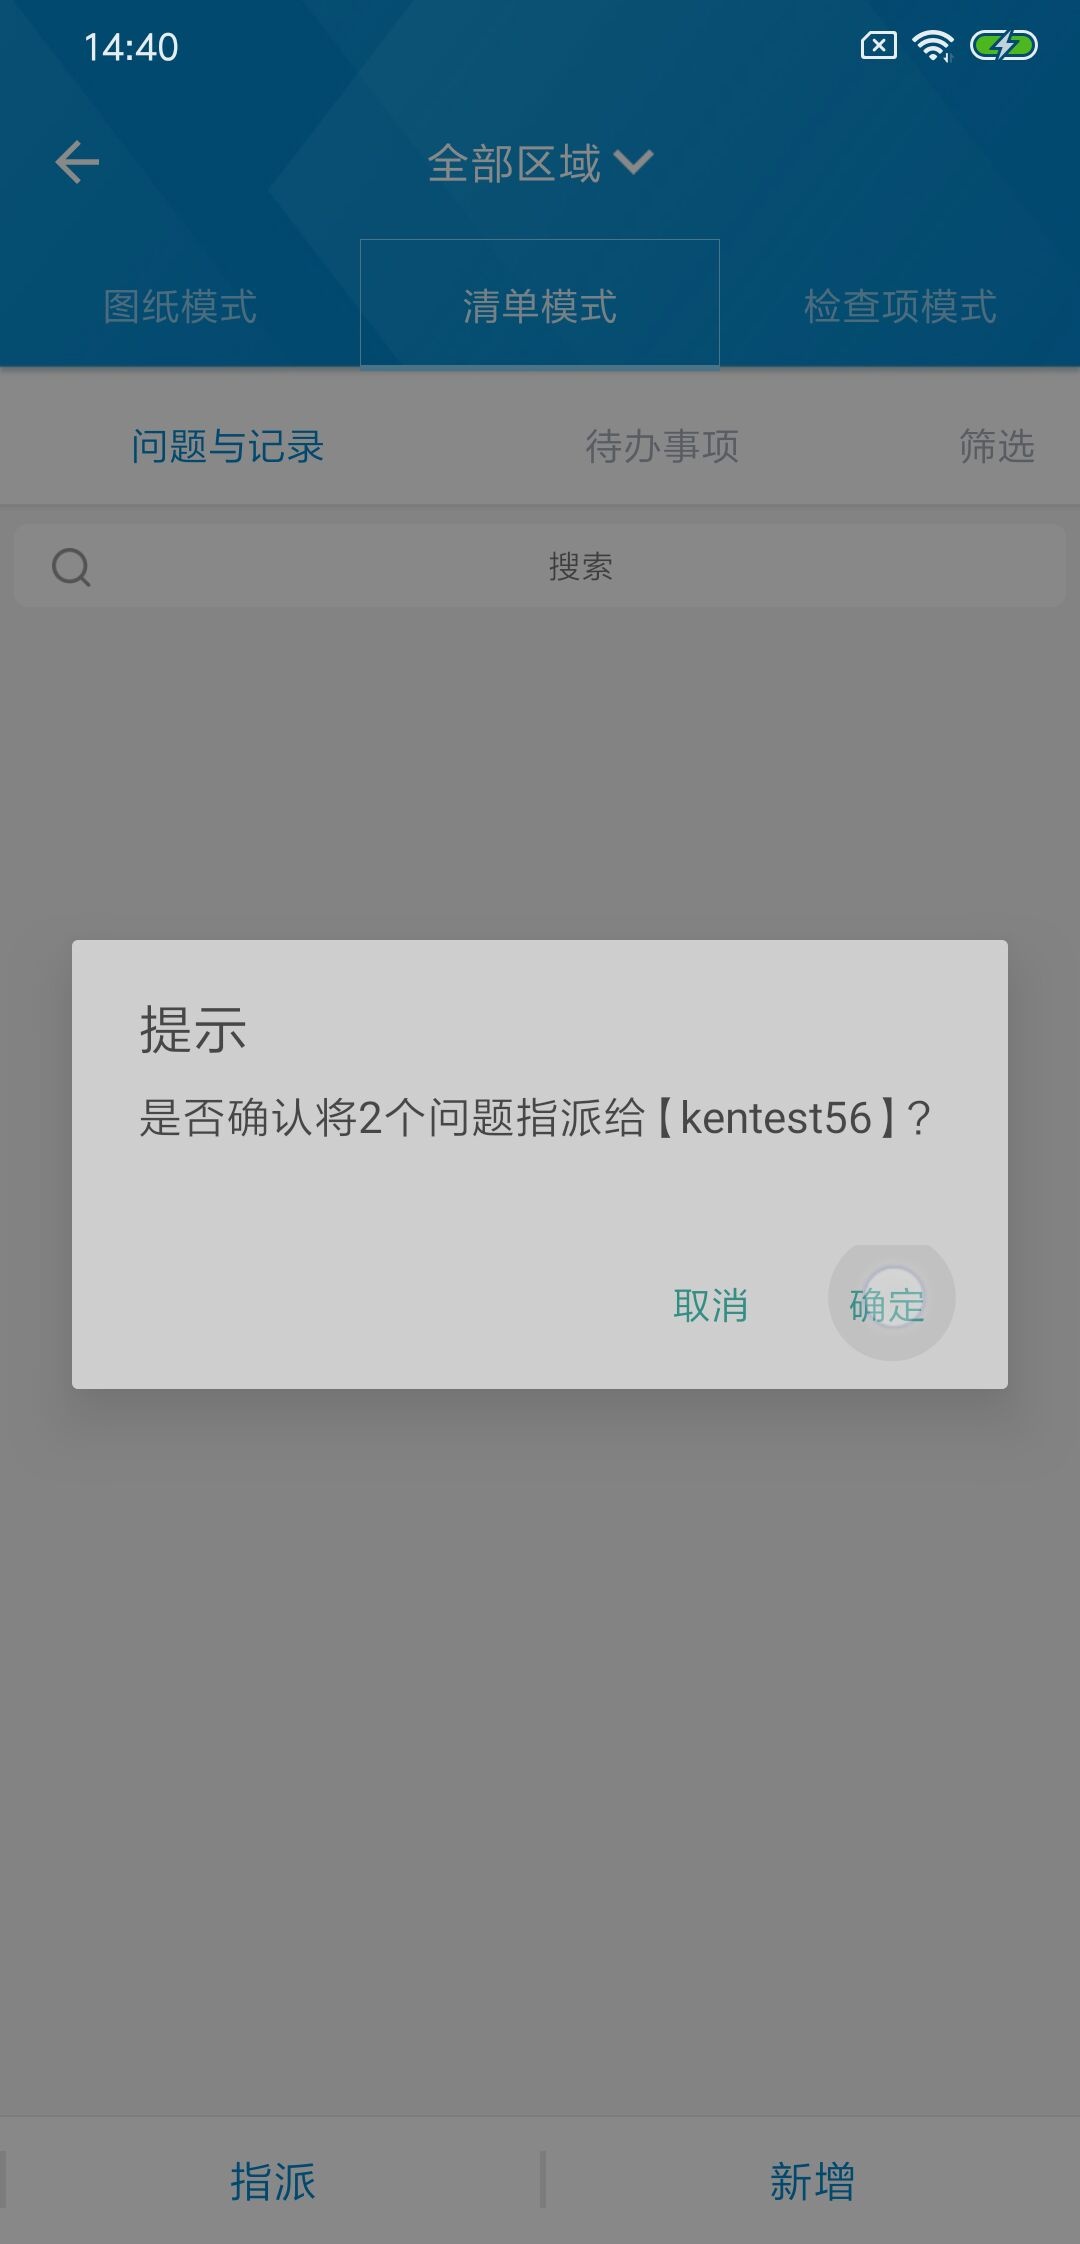 14:40
全部区域
图纸模式
清单模式
检查项模式
问题与记录
待办事项
筛选
搜索
提示
是否确认将2个问题指派给【kentest56】?
取消
确定
指派
新增